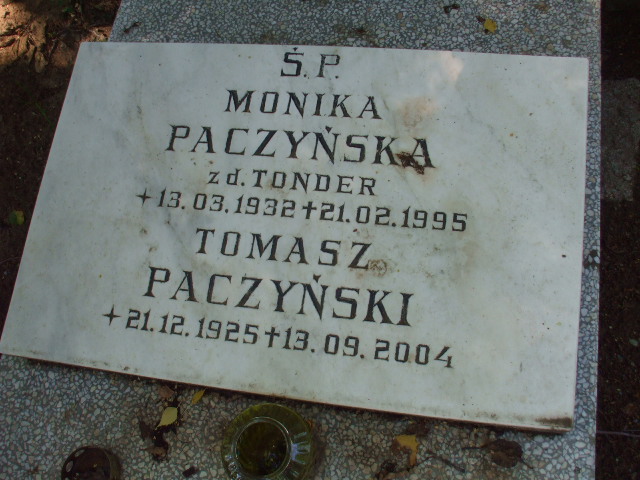 Ś.P.
MONIKA
PACZYŃSKA
zd. TONDER
+13.03.1932 †21.02.1995
TOMASZ
PACZYŃSKI
+21.12.1925 †13.09.2004